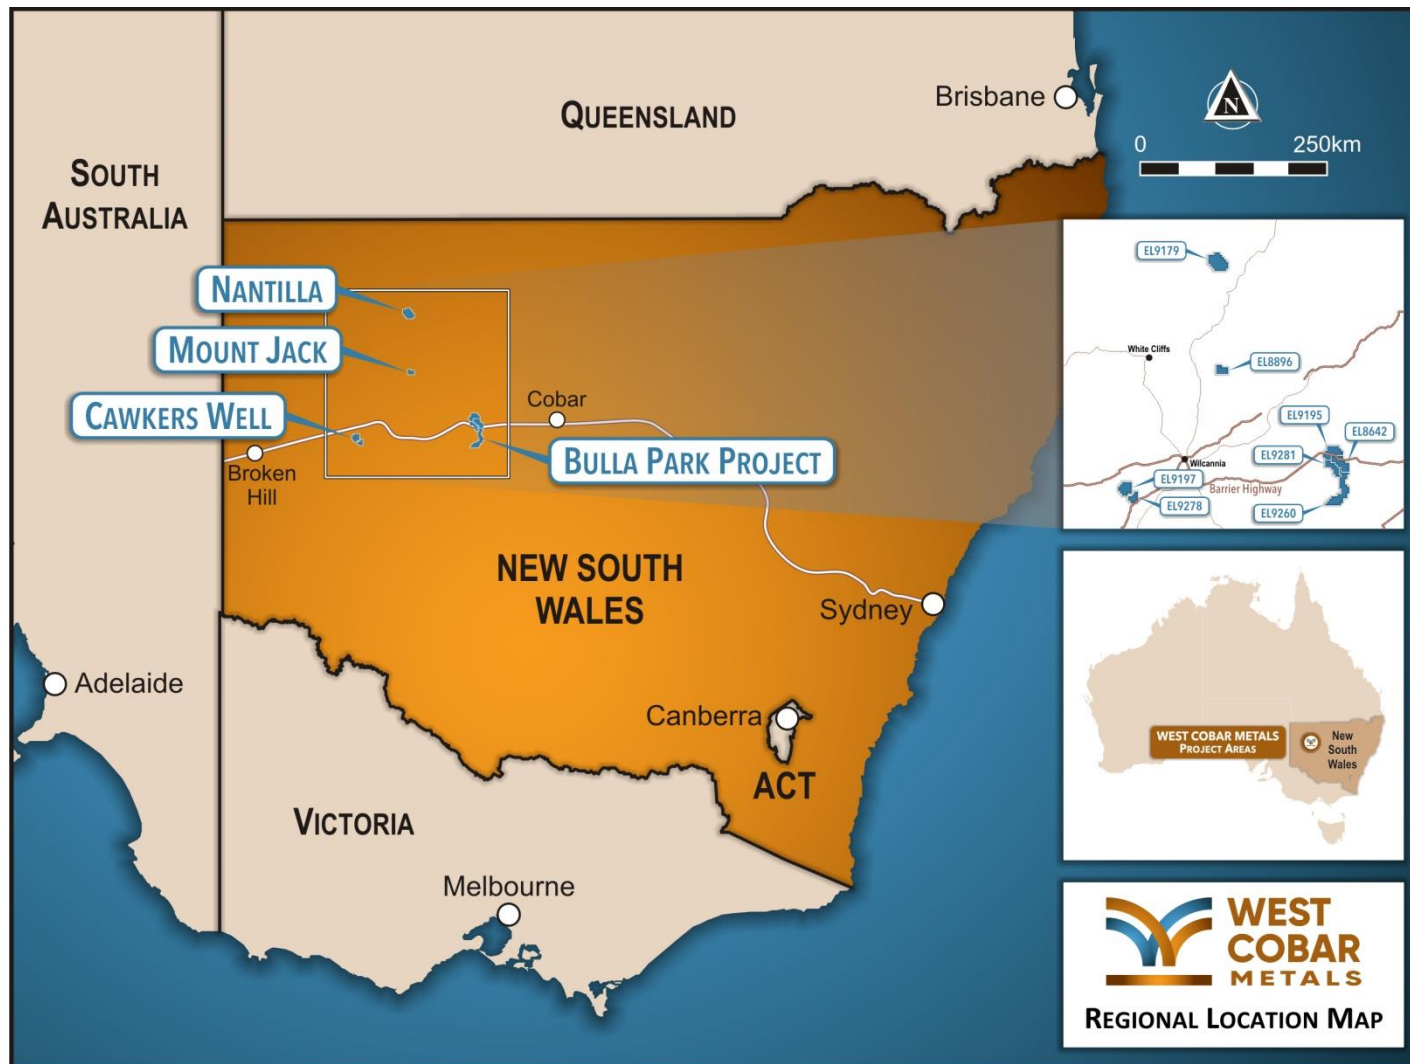 Brisbane
QUEENSLAND
N
0 250km
SOUTH
AUSTRALIA
NANTILLA
MOUNT JACK
CAWKERS WELL
Cobar
BULLA PARK PROJECT
Broken
Hill
NEW SOUTH
WALES
Sydney
Adelaide
Canberra
ACT
VICTORIA
Melbourne
EL9179
White Cliffs
EL8896
EL9195
EL8642
EL9281
Wilcannia
EL9197
Barrier Highway
EL9278
EL9260
WEST COBAR METALS
PROJECT AREAS
New
South
Wales
WEST
COBAR
METALS
REGIONAL LOCATION MAP